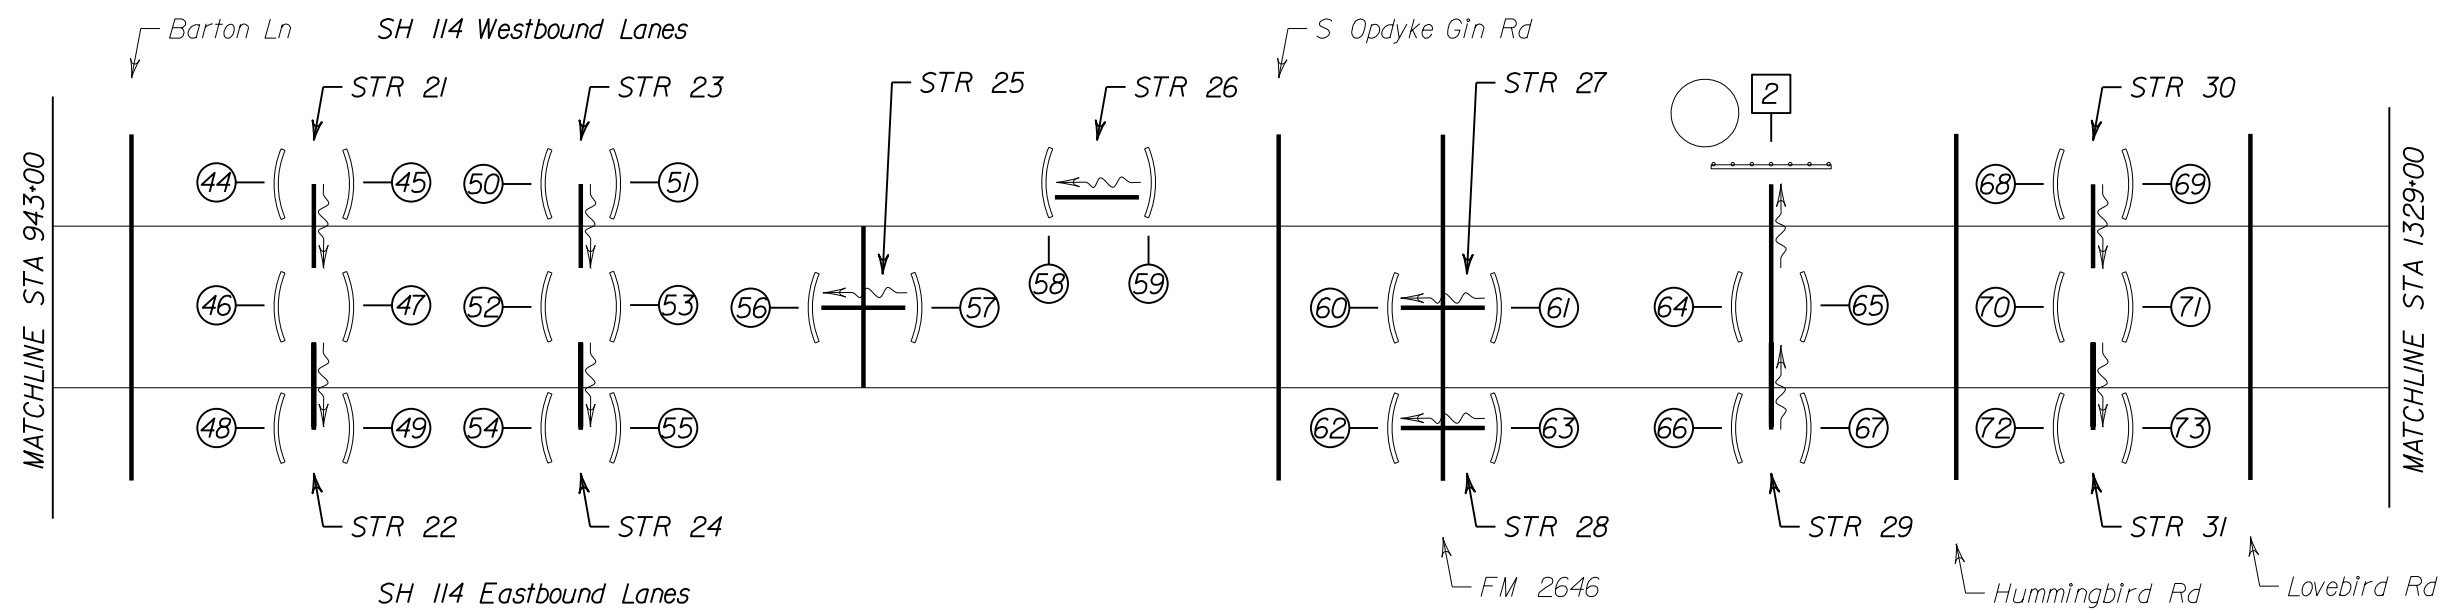 Barton Ln
SH 114 Westbound Lanes
S Opdyke Gin Rd
STR 21
STR 23
STR 25
STR 26
STR 27
2
STR 30
MATCHLINE STA 943+00
MATCHLINE STA 1329+00
44 45 50 51 68 69
58 59
46 47 52 53 56 57 60 61 64 65 70 71
48 49 54 55 62 63 66 67 72 73
STR 22
STR 24
STR 28
STR 29
STR 31
SH 114 Eastbound Lanes
FM 2646
Hummingbird Rd
Lovebird Rd